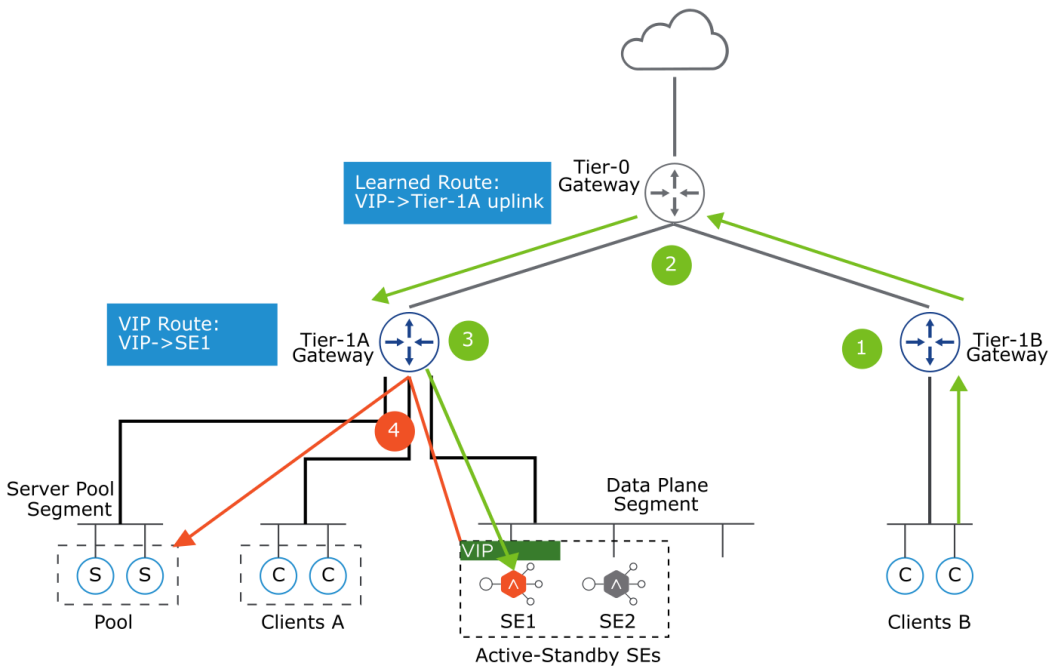 Tier-0
Gateway
Learned Route:
VIP->Tier-1A uplink
2
VIP Route:
VIP->SE1
Tier-1A
Gateway
3
1
Tier-1B
Gateway
4
Server Pool
Segment
Data Plane
Segment
VIP
S
S
C
C
C
C
SE1
SE2
Pool
Clients A
Clients B
Active-Standby SEs